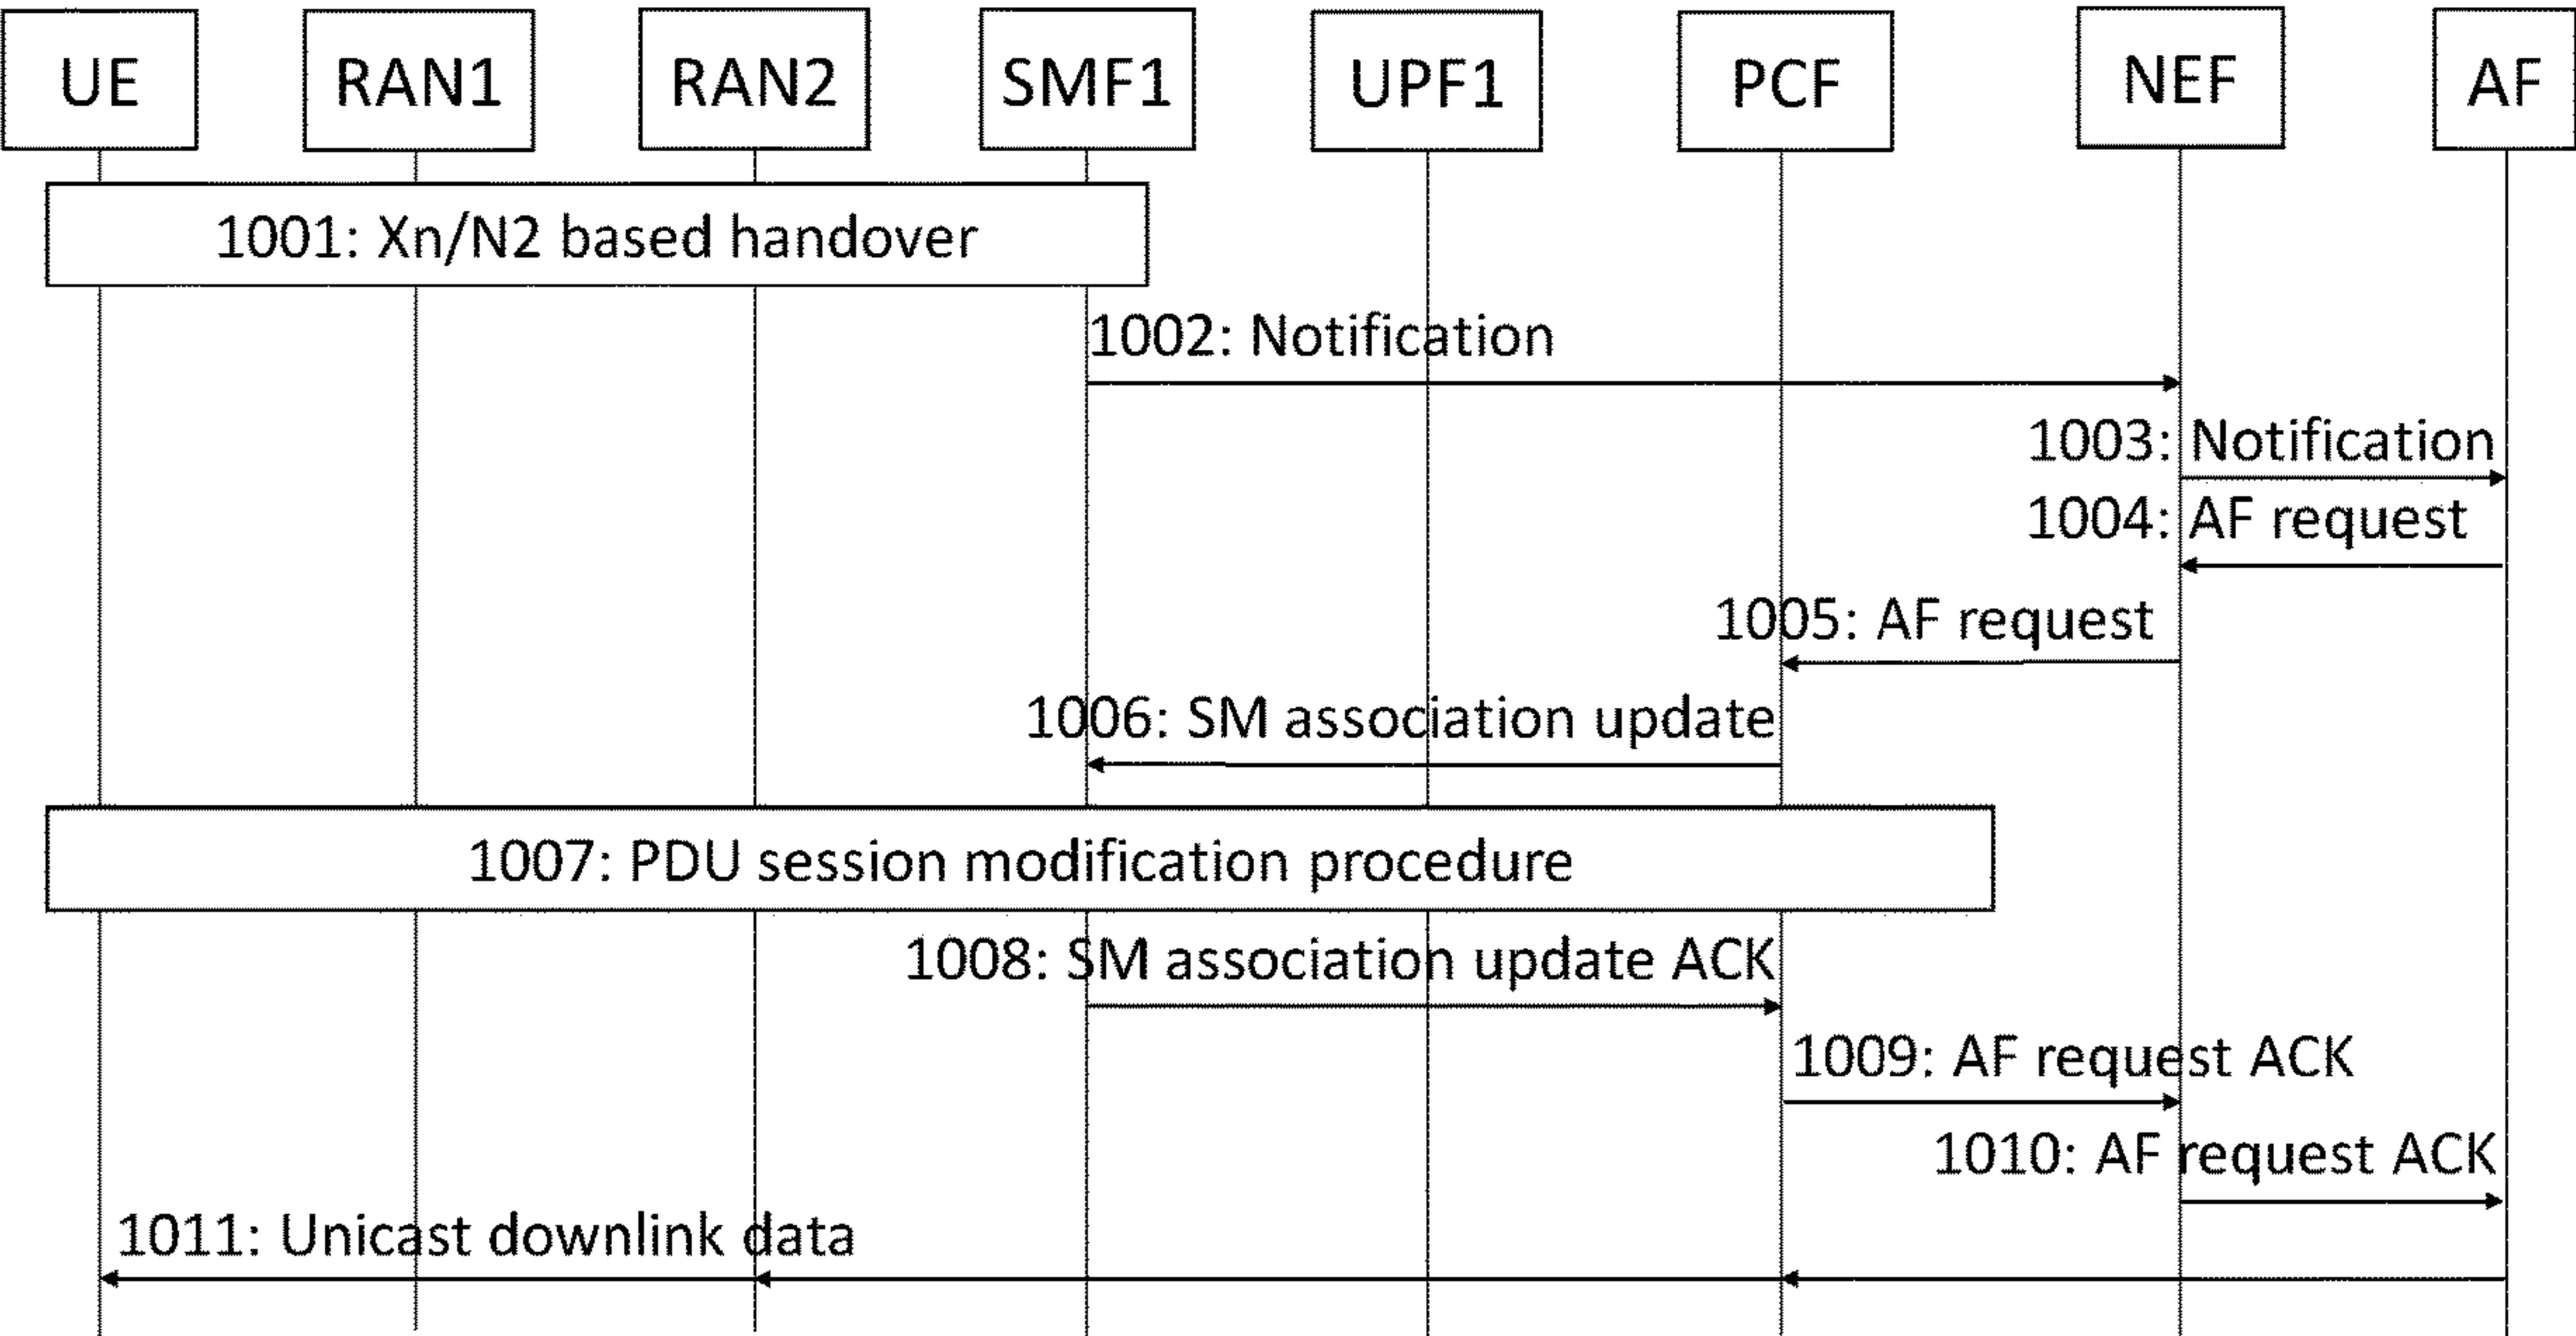 UE RAN1 RAN2 SMF1 UPF1 PCF NEF AF
1001: Xn/N2 based handover
1002: Notification
1003: Notification
1004: AF request
1005: AF request
1006: SM association update
1007: PDU session modification procedure
1008: SM association update ACK
1009: AF request ACK
1010: AF request ACK
1011: Unicast downlink data